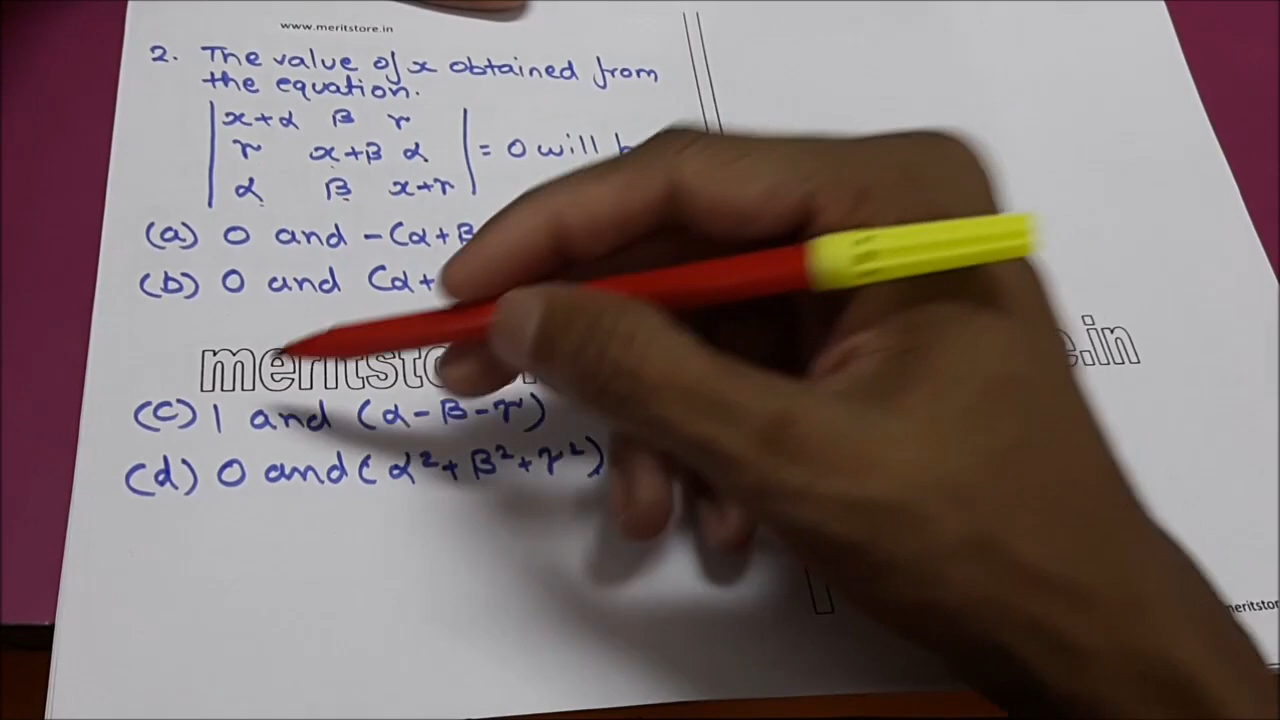 www.meritstore.in
2. The value of x obtained from
the equation.
| x+α β r |
| r x+β α | = 0 will
| α β x+r |
(a) 0 and -(α+β
(b) 0 and (α+
meritsto e.in
(c) 1 and (α-β-r)
(d) 0 and (α²+β²+r²)
meritstor